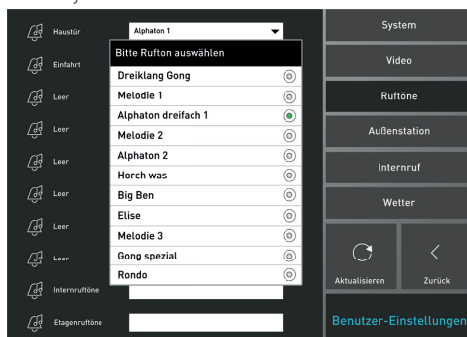 Haustür
Alphaton 1
Einfahrt
Leer
Leer
Leer
Leer
Leer
Leer
Internruftöne
Etagenruftöne
Bitte Rufton auswählen
Dreiklang Gong
Melodie 1
Alphaton dreifach 1
Melodie 2
Alphaton 2
Horch was
Big Ben
Elise
Melodie 3
Gong spezial
Rondo
System
Video
Ruftöne
Außenstation
Internruf
Wetter
Aktualisieren
Zurück
Benutzer-Einstellungen